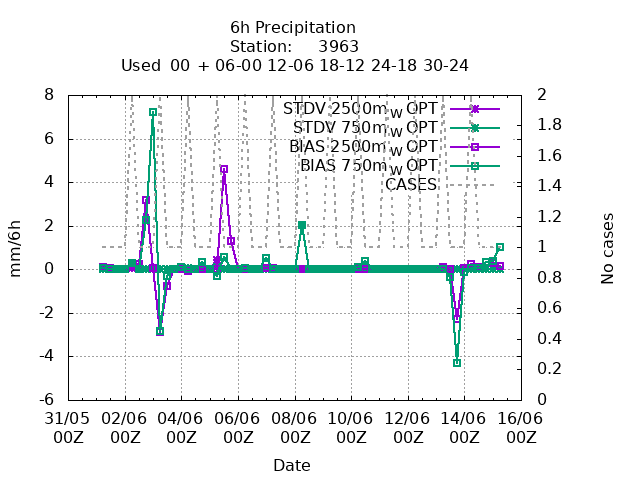 6h Precipitation
Station: 3963
Used 00 + 06-00 12-06 18-12 24-18 30-24
STDV 2500m_w OPT
STDV 750m_w OPT
BIAS 2500m_w OPT
BIAS 750m_w OPT
CASES
mm/6h
8
6
4
2
0
-2
-4
-6
No cases
2
1.8
1.6
1.4
1.2
1
0.8
0.6
0.4
0.2
0
31/05 02/06 04/06 06/06 08/06 10/06 12/06 14/06 16/06
00Z 00Z 00Z 00Z 00Z 00Z 00Z 00Z 00Z
Date